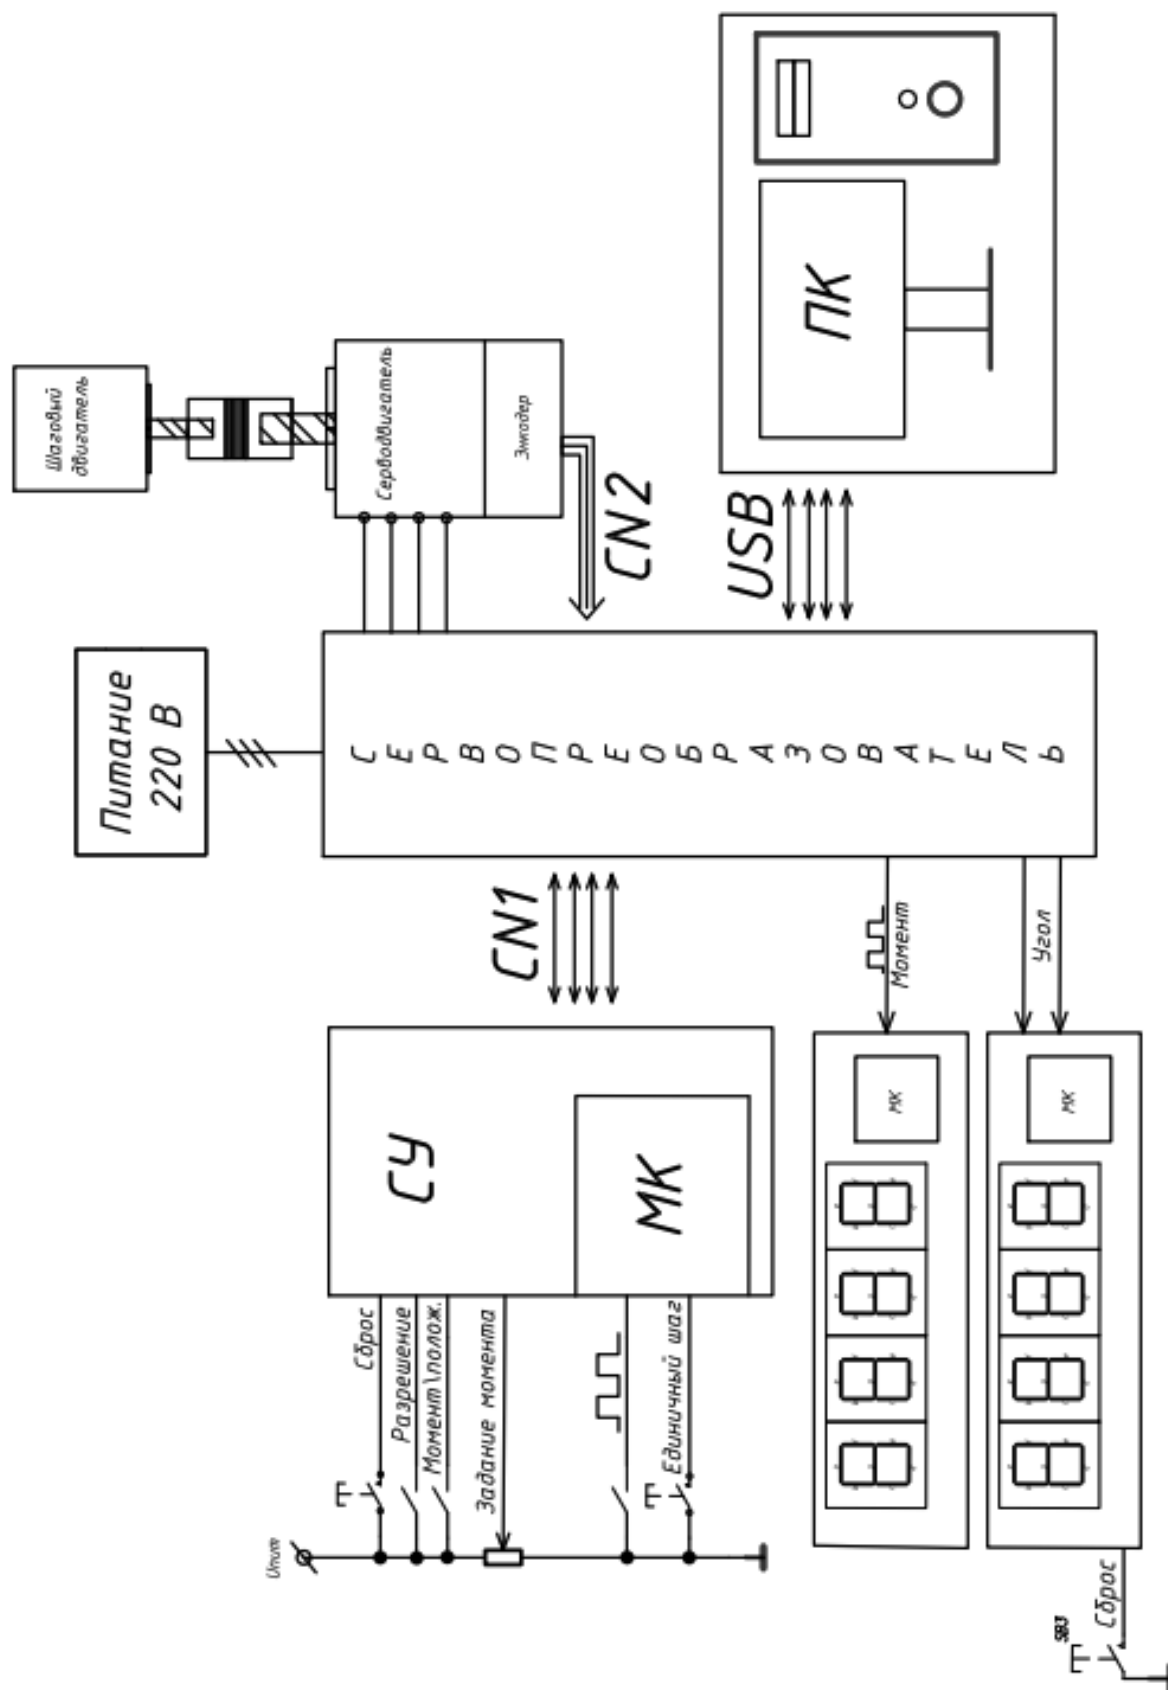 Uпит
Сброс
Разрешение
Момент\полож.
Задание момента
Единичный шаг
СУ
МК
CN1
Питание
220 В
СЕРВОПРЕОБРАЗОВАТЕЛЬ
Шаговый
двигатель
Серводвигатель
Энкодер
CN2
USB
ПК
Момент
Угол
МК
МК
SB3
Сброс